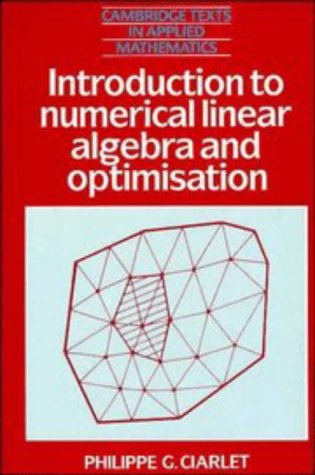 CAMBRIDGE TEXTS
IN APPLIED
MATHEMATICS
Introduction to
numerical linear
algebra and
optimisation
PHILIPPE G. CIARLET